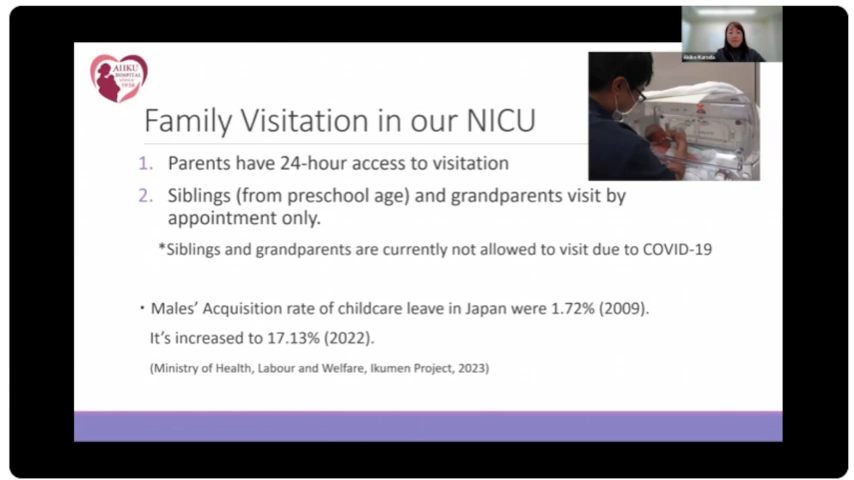 AIIKU
HOSPITAL
Family Visitation in our NICU
1. Parents have 24-hour access to visitation
2. Siblings (from preschool age) and grandparents visit by
appointment only.
*Siblings and grandparents are currently not allowed to visit due to COVID-19
• Males’ Acquisition rate of childcare leave in Japan were 1.72% (2009).
It’s increased to 17.13% (2022).
(Ministry of Health, Labour and Welfare, Ikumen Project, 2023)